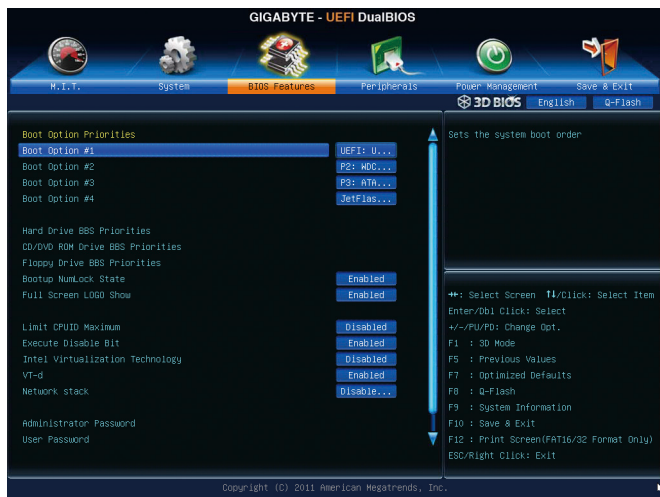 GIGABYTE - UEFI DualBIOS
M.I.T. System BIOS Features Peripherals Power Management Save & Exit
3D BIOS English Q-Flash
Boot Option Priorities
Boot Option #1 UEFI: U...
Boot Option #2 P2: WDC...
Boot Option #3 P3: ATA...
Boot Option #4 JetFlas...
Hard Drive BBS Priorities
CD/DVD ROM Drive BBS Priorities
Floppy Drive BBS Priorities
Bootup NumLock State Enabled
Full Screen LOGO Show Enabled
Limit CPUID Maximum Disabled
Execute Disable Bit Enabled
Intel Virtualization Technology Disabled
VT-d Enabled
Network stack Disable...
Administrator Password
User Password
Sets the system boot order
→←: Select Screen ↑↓/Click: Select Item
Enter/Dbl Click: Select
+/-/PU/PD: Change Opt.
F1 : 3D Mode
F5 : Previous Values
F7 : Optimized Defaults
F8 : Q-Flash
F9 : System Information
F10 : Save & Exit
F12 : Print Screen(FAT16/32 Format Only)
ESC/Right Click: Exit
Copyright (C) 2011 American Megatrends, Inc.